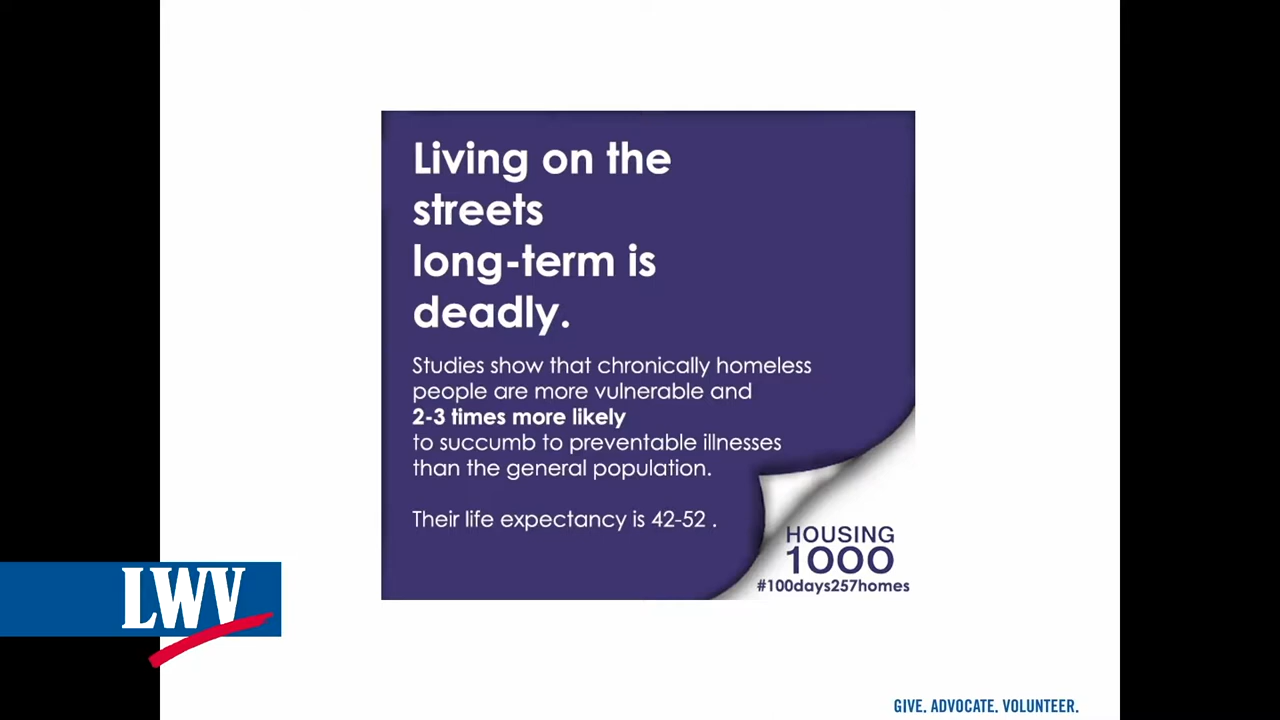 Living on the
streets
long-term is
deadly.
Studies show that chronically homeless
people are more vulnerable and
2-3 times more likely
to succumb to preventable illnesses
than the general population.
Their life expectancy is 42-52 .
HOUSING
1000
#100days257homes
LWV
GIVE. ADVOCATE. VOLUNTEER.